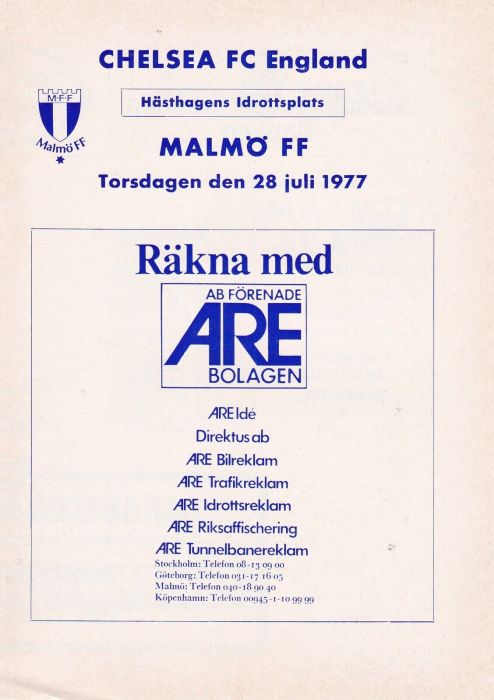 CHELSEA FC England
Hästhagens Idrottsplats
M-F-F
Malmö FF
MALMÖ FF
Torsdagen den 28 juli 1977
Räkna med
AB FÖRENADE
ARE
BOLAGEN
ARE Idé
Direktus ab
ARE Bilreklam
ARE Trafikreklam
ARE Idrottsreklam
ARE Riksaffischering
ARE Tunnelbanereklam
Stockholm: Telefon 08-13 09 00
Göteborg: Telefon 031-17 16 05
Malmö: Telefon 040-18 90 40
Köpenhamn: Telefon 00945-1-10 99 99